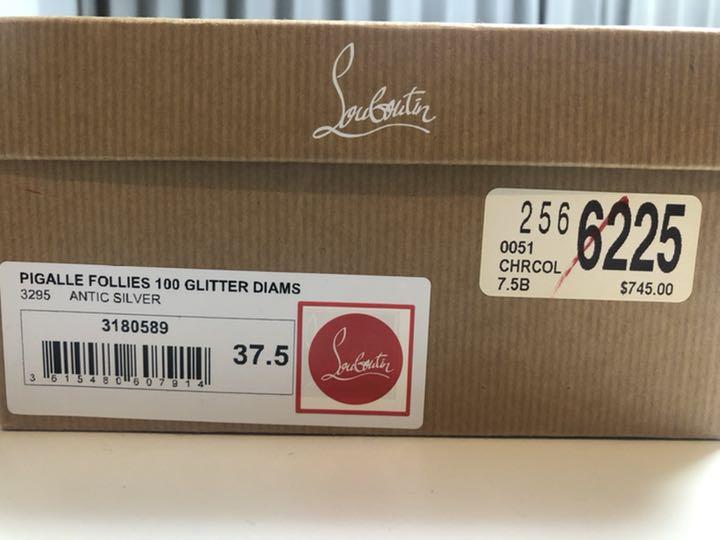 Louboutin
256 6225
0051
CHRCOL
7.5B $745.00
PIGALLE FOLLIES 100 GLITTER DIAMS
3295 ANTIC SILVER
3180589
37.5
3 615480 607914
Louboutin